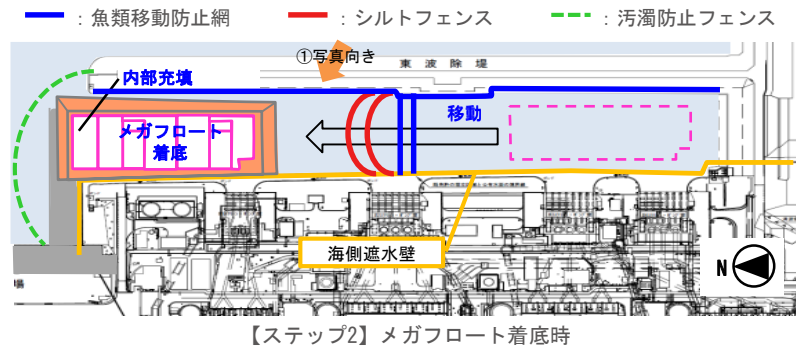 ：魚類移動防止網　：シルトフェンス　：汚濁防止フェンス
①写真向き
東波除堤
内部充填
メガフロート
着底
移動
海側遮水壁
N
場
【ステップ2】メガフロート着底時